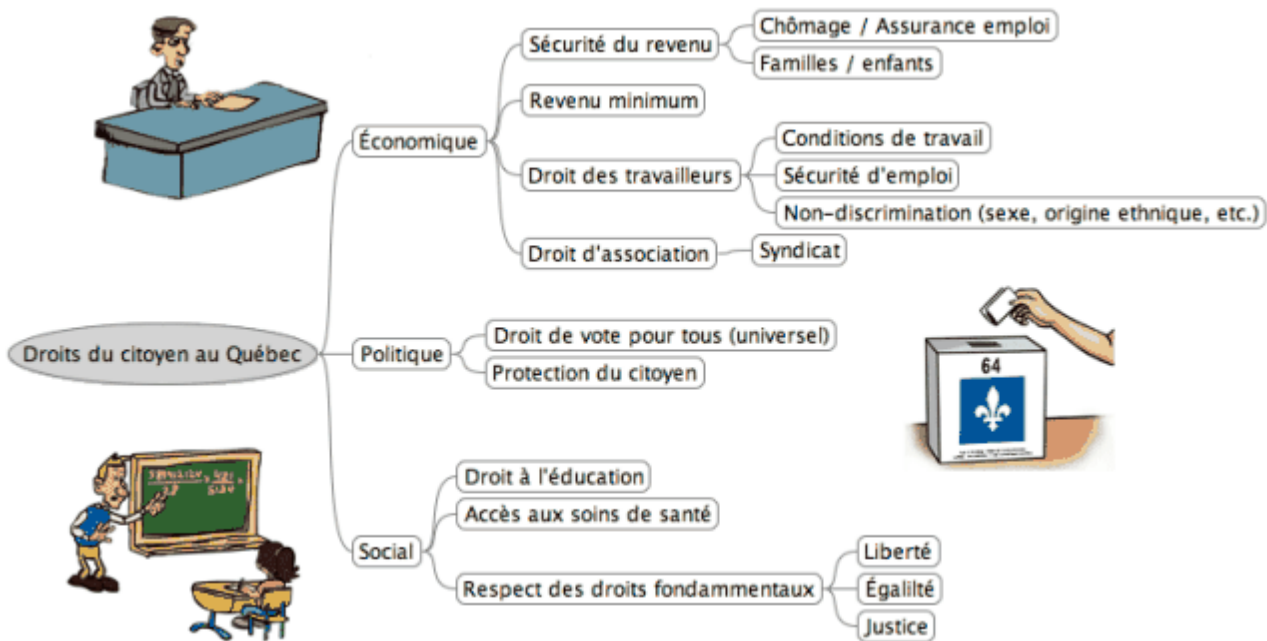 Chômage / Assurance emploi
Sécurité du revenu
Familles / enfants
Revenu minimum
Économique
Conditions de travail
Droit des travailleurs
Sécurité d'emploi
Non-discrimination (sexe, origine ethnique, etc.)
Droit d'association
Syndicat
Droits du citoyen au Québec
Politique
Droit de vote pour tous (universel)
Protection du citoyen
64
Droit à l'éducation
Accès aux soins de santé
Social
Respect des droits fondammentaux
Liberté
Égalilté
Justice